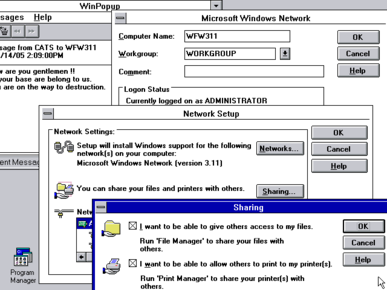 WinPopup
ssages Help
sage from CATS to WFW311
/14/05 2:09:00PM
w are you gentlemen !!
your base are belong to us.
u are on the way to destruction.
Microsoft Windows Network
Computer Name: WFW311
Workgroup: WORKGROUP
Comment:
OK
Cancel
Help
Logon Status
Currently logged on as ADMINISTRATOR
Network Setup
Network Settings:
Setup will install Windows support for the following
network(s) on your computer:
Microsoft Windows Network (version 3.11)
Networks...
You can share your files and printers with others.
Sharing...
OK
Cancel
Help
Netw
ent Messag
Sharing
I want to be able to give others access to my files.
Run 'File Manager' to share your files with
others.
I want to be able to allow others to print to my printer(s).
Run 'Print Manager' to share your printer(s) with
others.
OK
Cancel
Help
Program
Manager